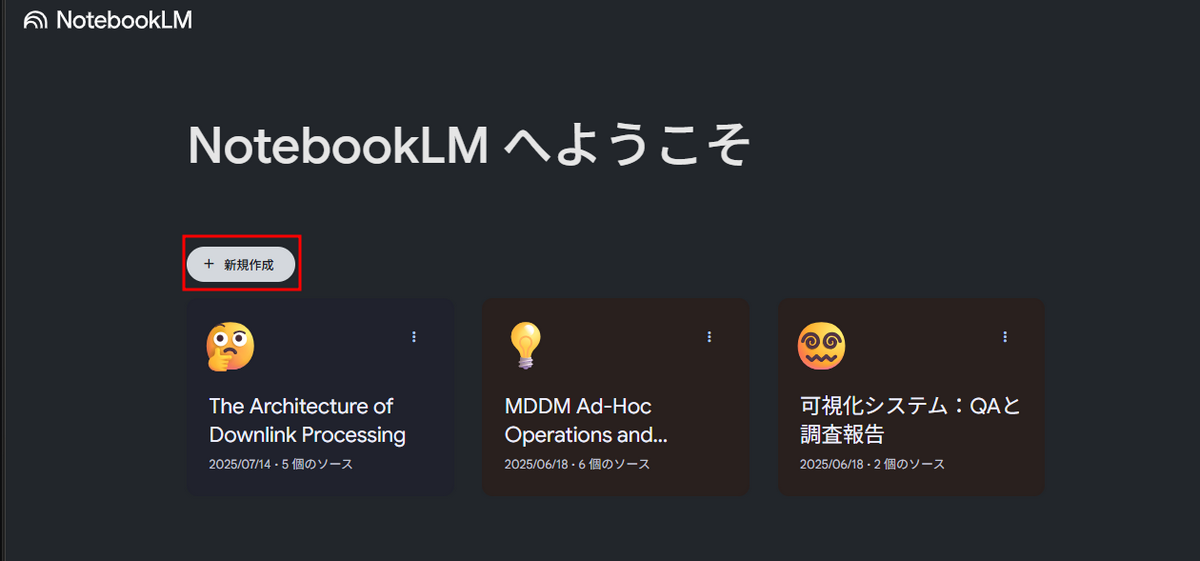 NotebookLM
NotebookLM へようこそ
+ 新規作成
The Architecture of
Downlink Processing
2025/07/14・5 個のソース
MDDM Ad-Hoc
Operations and...
2025/06/18・6 個のソース
可視化システム：QAと
調査報告
2025/06/18・2 個のソース